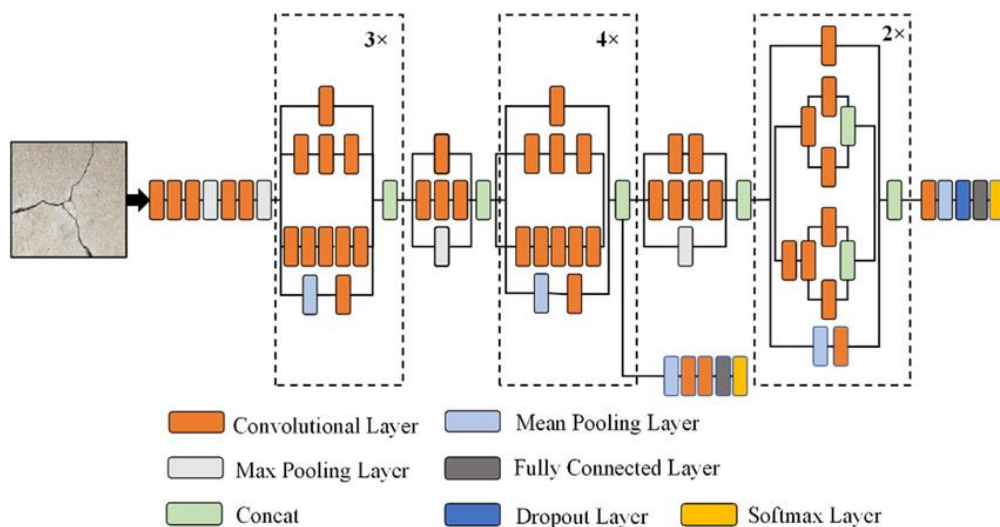 3×
4×
2×
Convolutional Layer
Mean Pooling Layer
Max Pooling Layer
Fully Connected Layer
Concat
Dropout Layer
Softmax Layer